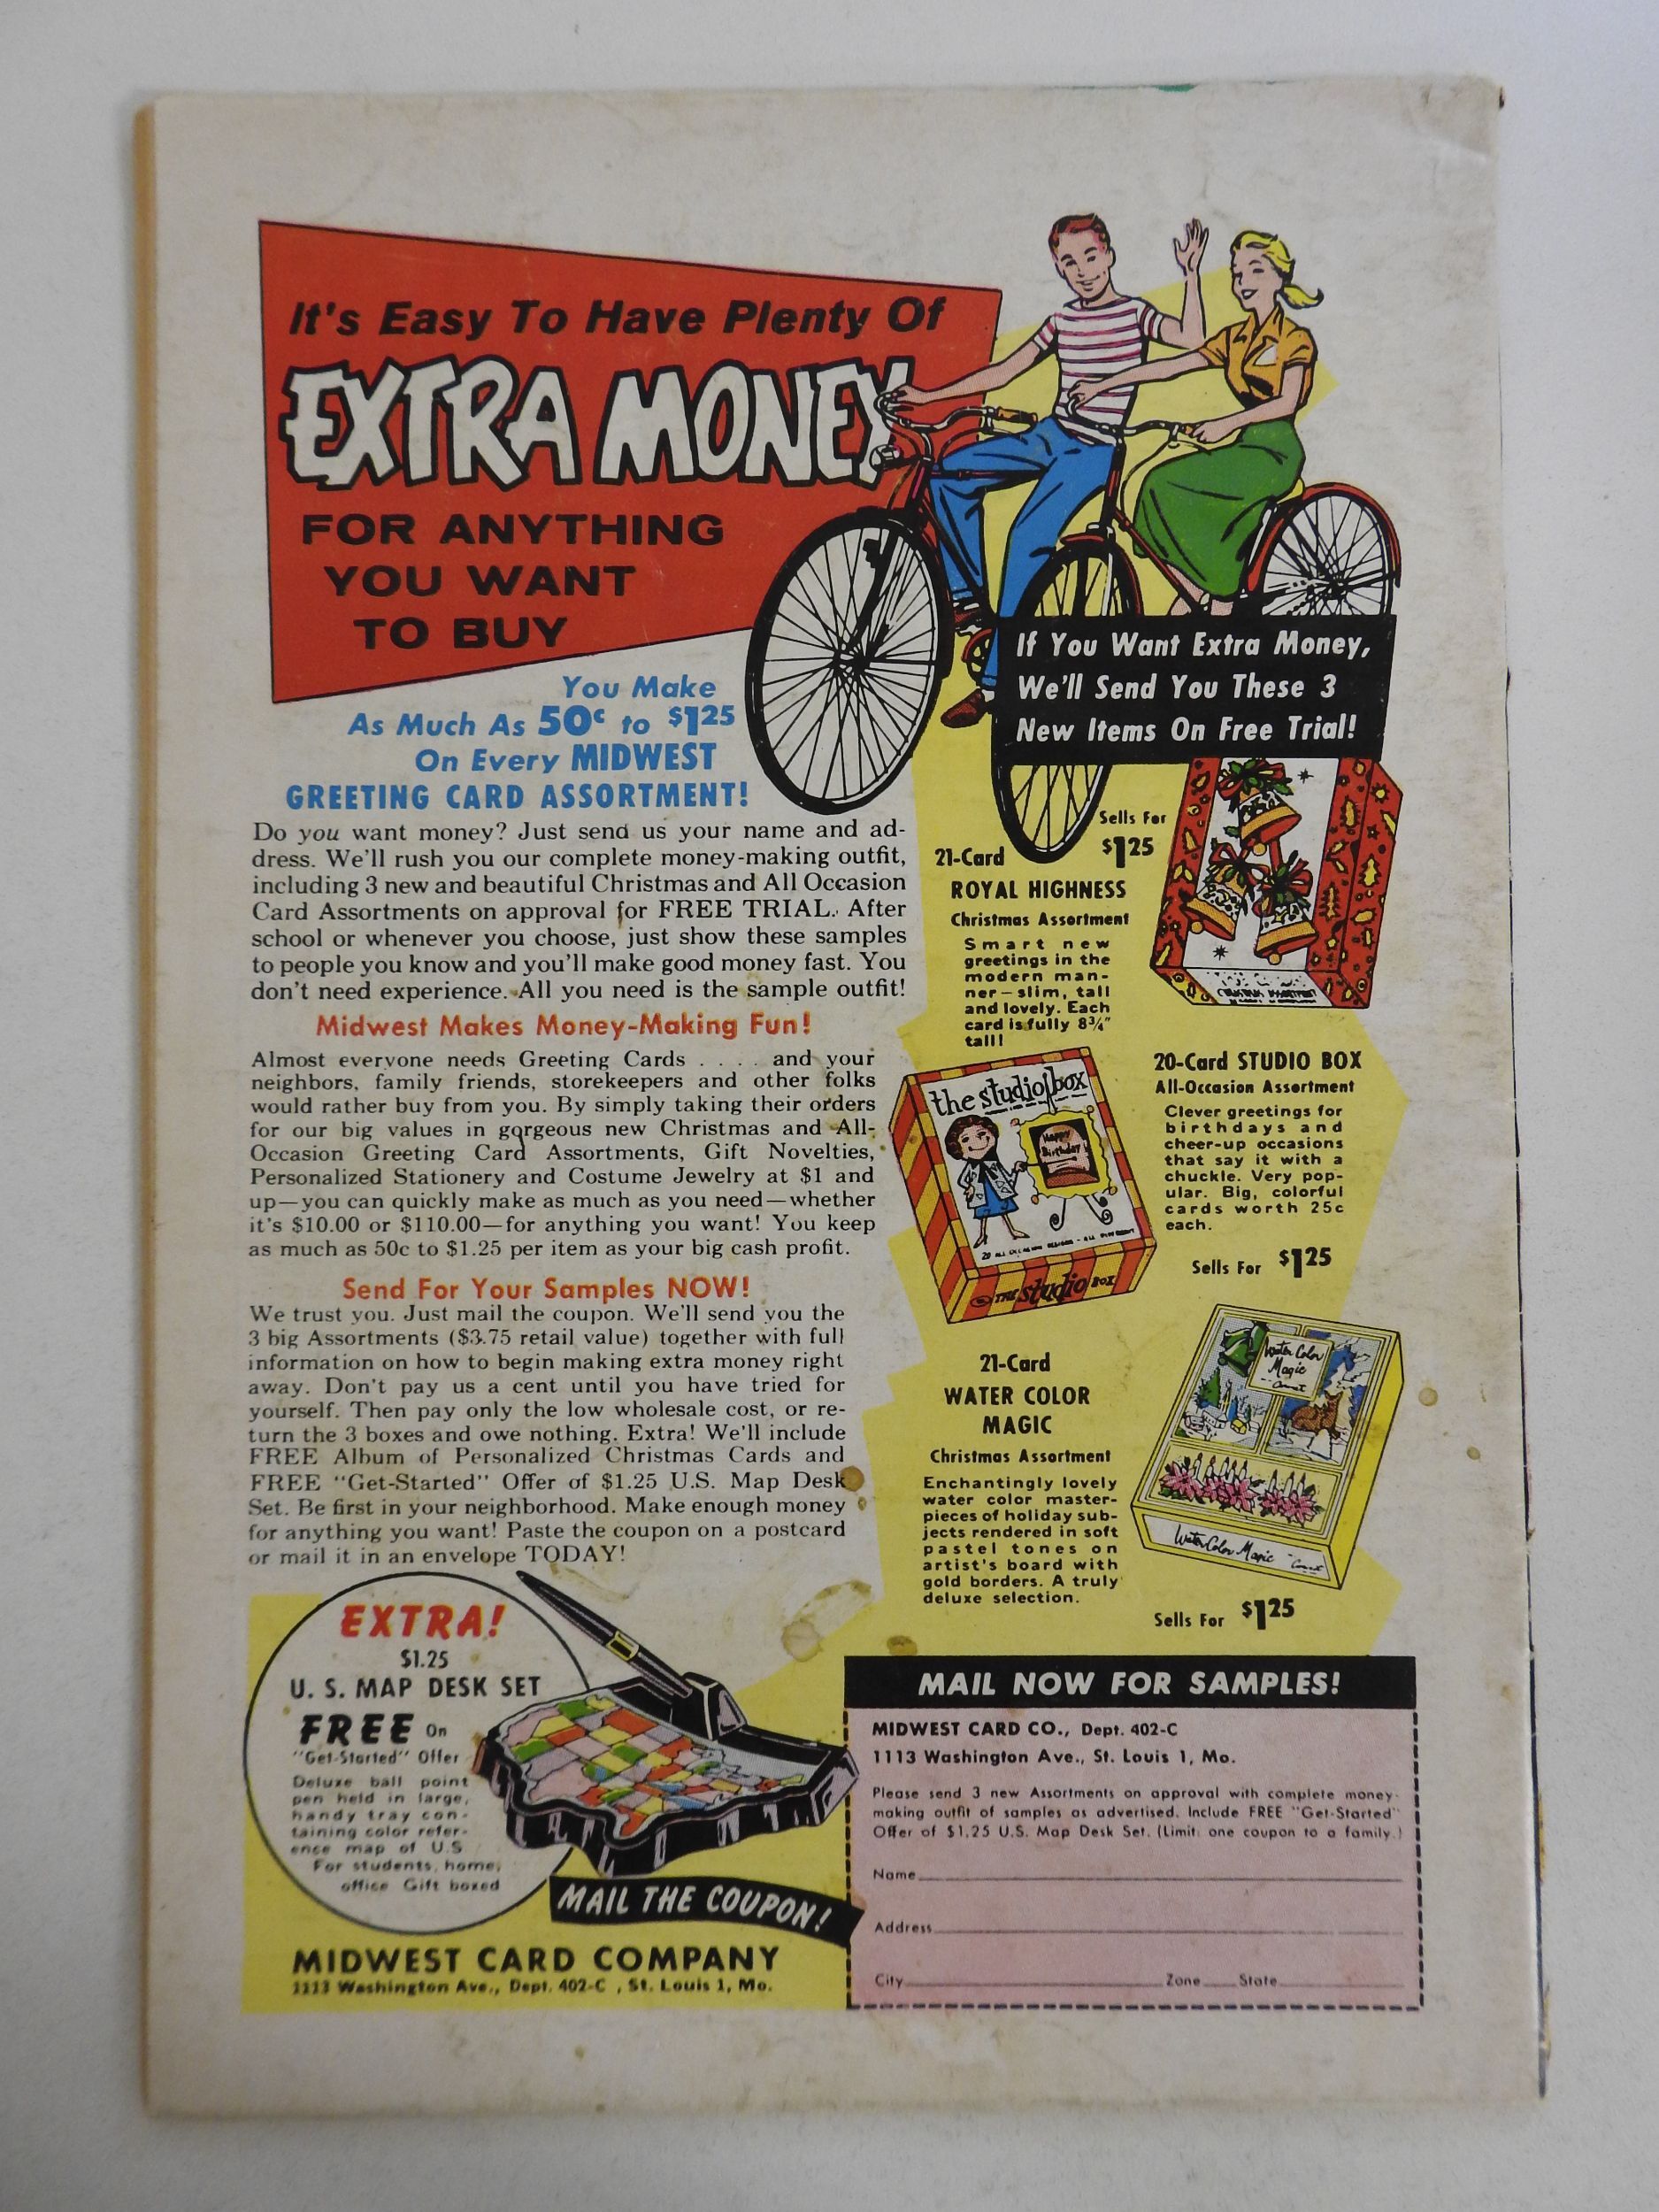 It's Easy To Have Plenty Of
EXTRA MONEY
FOR ANYTHING
YOU WANT
TO BUY
You Make
As Much As 50c to $1.25
On Every MIDWEST
GREETING CARD ASSORTMENT!
Do you want money? Just send us your name and ad-
dress. We'll rush you our complete money-making outfit,
including 3 new and beautiful Christmas and All Occasion
Card Assortments on approval for FREE TRIAL. After
school or whenever you choose, just show these samples
to people you know and you'll make good money fast. You
don't need experience. All you need is the sample outfit!
Midwest Makes Money-Making Fun!
Almost everyone needs Greeting Cards . . . . and your
neighbors, family friends, storekeepers and other folks
would rather buy from you. By simply taking their orders
for our big values in gorgeous new Christmas and All-
Occasion Greeting Card Assortments, Gift Novelties,
Personalized Stationery and Costume Jewelry at $1 and
up—you can quickly make as much as you need—whether
it's $10.00 or $110.00—for anything you want! You keep
as much as 50c to $1.25 per item as your big cash profit.
Send For Your Samples NOW!
We trust you. Just mail the coupon. We'll send you the
3 big Assortments ($3.75 retail value) together with full
information on how to begin making extra money right
away. Don't pay us a cent until you have tried for
yourself. Then pay only the low wholesale cost, or re-
turn the 3 boxes and owe nothing. Extra! We'll include
FREE Album of Personalized Christmas Cards and
FREE "Get-Started" Offer of $1.25 U.S. Map Desk
Set. Be first in your neighborhood. Make enough money
for anything you want! Paste the coupon on a postcard
or mail it in an envelope TODAY!
If You Want Extra Money,
We'll Send You These 3
New Items On Free Trial!
Sells For
$1.25
21-Card
ROYAL HIGHNESS
Christmas Assortment
Smart new
greetings in the
modern man-
ner—slim, tall
and lovely. Each
card is fully 8¾"
tall!
the studio box
Happy
Birthday!
THE studio BOX
20-Card STUDIO BOX
All-Occasion Assortment
Clever greetings for
birthdays and
cheer-up occasions
that say it with a
chuckle. Very pop-
ular. Big, colorful
cards worth 25c
each.
Sells For $1.25
21-Card
WATER COLOR
MAGIC
Christmas Assortment
Enchantingly lovely
water color master-
pieces of holiday sub-
jects rendered in soft
pastel tones on
artist's board with
gold borders. A truly
deluxe selection.
Water Color
Magic
Water Color Magic
Sells For $1.25
EXTRA!
$1.25
U. S. MAP DESK SET
FREE On
"Get-Started" Offer
Deluxe ball point
pen held in large,
handy tray con-
taining color refer-
ence map of U.S
For students, home,
office Gift boxed
MAIL THE COUPON!
MIDWEST CARD COMPANY
1113 Washington Ave., Dept. 402-C , St. Louis 1, Mo.
MAIL NOW FOR SAMPLES!
MIDWEST CARD CO., Dept. 402-C
1113 Washington Ave., St. Louis 1, Mo.
Please send 3 new Assortments on approval with complete money-
making outfit of samples as advertised. Include FREE "Get-Started"
Offer of $1.25 U.S. Map Desk Set. (Limit: one coupon to a family.)
Name
Address
City Zone State